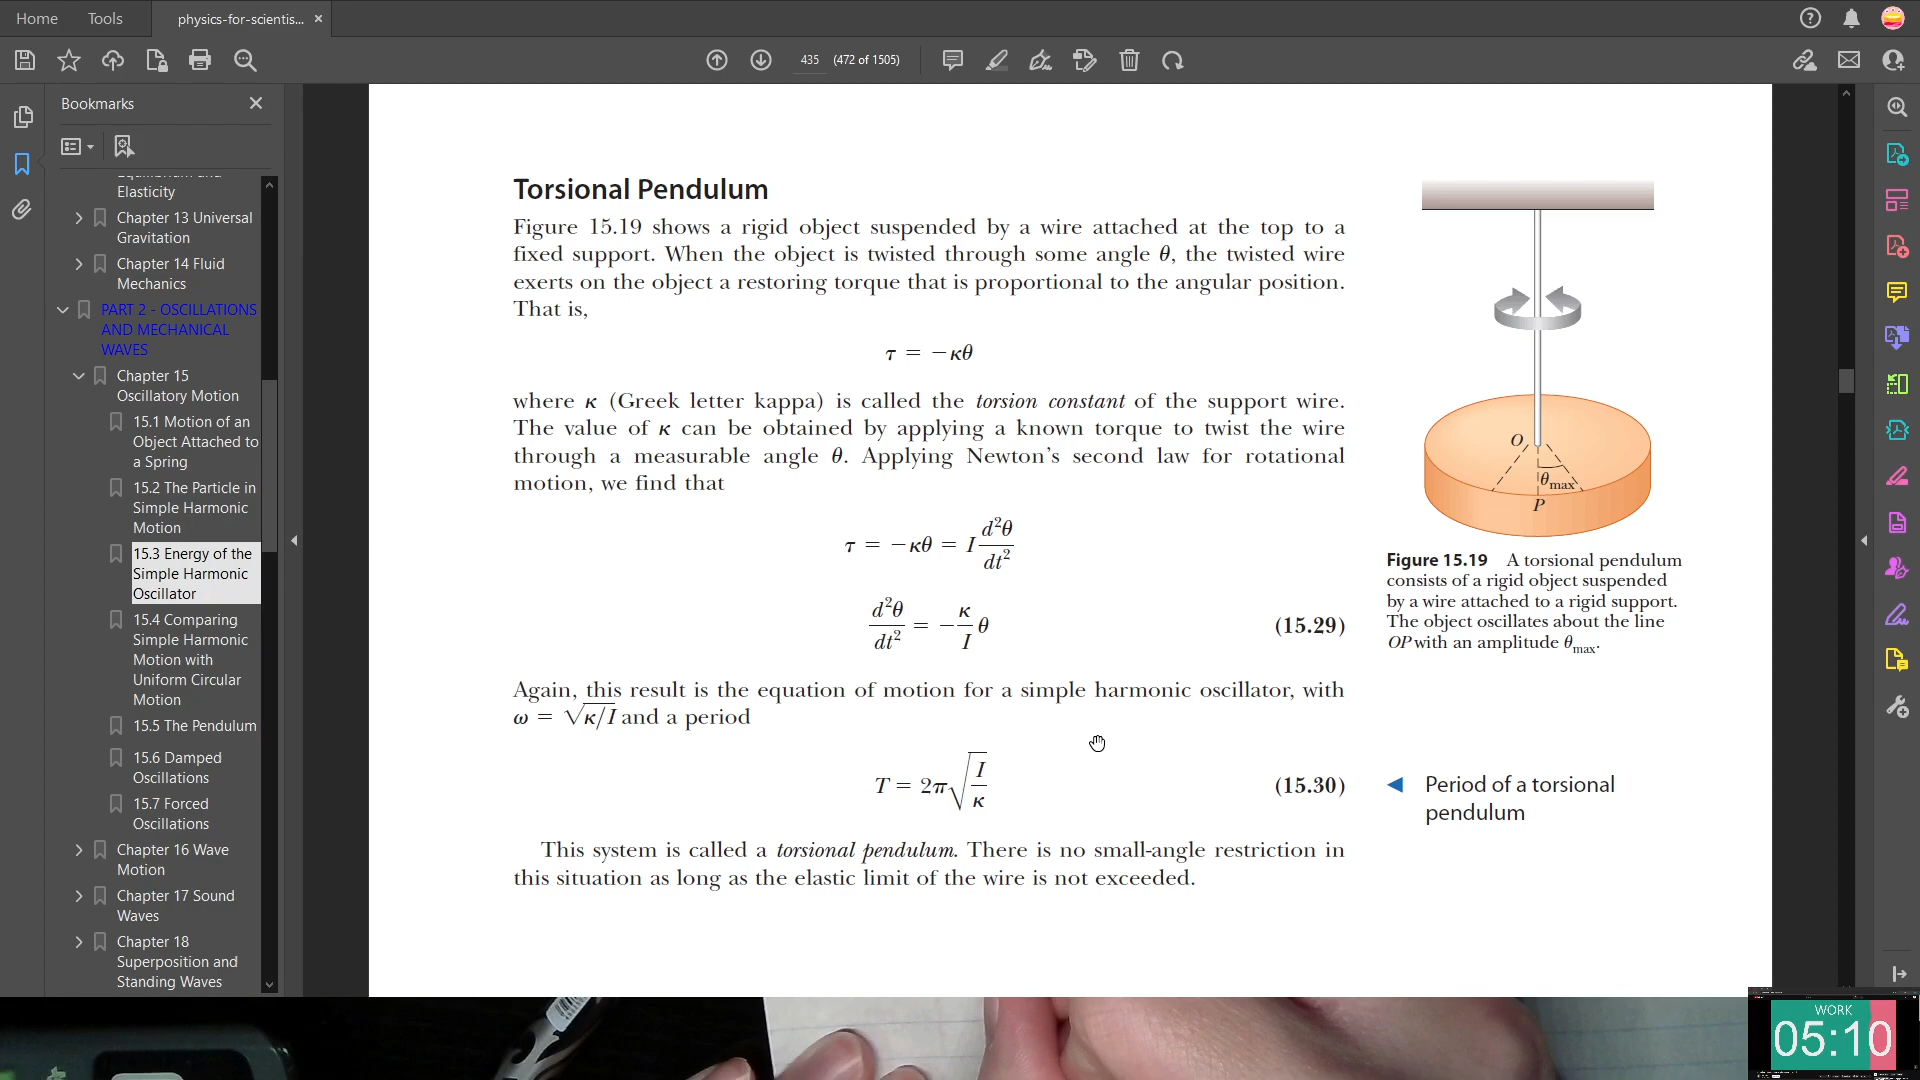 Home
Tools
physics-for-scientis...
435
(472 of 1505)
Bookmarks
Elasticity
Chapter 13 Universal
Gravitation
Chapter 14 Fluid
Mechanics
PART 2 - OSCILLATIONS
AND MECHANICAL
WAVES
Chapter 15
Oscillatory Motion
15.1 Motion of an
Object Attached to
a Spring
15.2 The Particle in
Simple Harmonic
Motion
15.3 Energy of the
Simple Harmonic
Oscillator
15.4 Comparing
Simple Harmonic
Motion with
Uniform Circular
Motion
15.5 The Pendulum
15.6 Damped
Oscillations
15.7 Forced
Oscillations
Chapter 16 Wave
Motion
Chapter 17 Sound
Waves
Chapter 18
Superposition and
Standing Waves
Torsional Pendulum
Figure 15.19 shows a rigid object suspended by a wire attached at the top to a
fixed support. When the object is twisted through some angle θ, the twisted wire
exerts on the object a restoring torque that is proportional to the angular position.
That is,
τ = −κθ
where κ (Greek letter kappa) is called the torsion constant of the support wire.
The value of κ can be obtained by applying a known torque to twist the wire
through a measurable angle θ. Applying Newton's second law for rotational
motion, we find that
τ = −κθ = I d²θ/dt²
d²θ/dt² = −κ/I θ (15.29)
Again, this result is the equation of motion for a simple harmonic oscillator, with
ω = √κ/I and a period
T = 2π√I/κ (15.30)
This system is called a torsional pendulum. There is no small-angle restriction in
this situation as long as the elastic limit of the wire is not exceeded.
O
θmax
P
Figure 15.19 A torsional pendulum
consists of a rigid object suspended
by a wire attached to a rigid support.
The object oscillates about the line
OP with an amplitude θmax.
Period of a torsional
pendulum
WORK
05:10